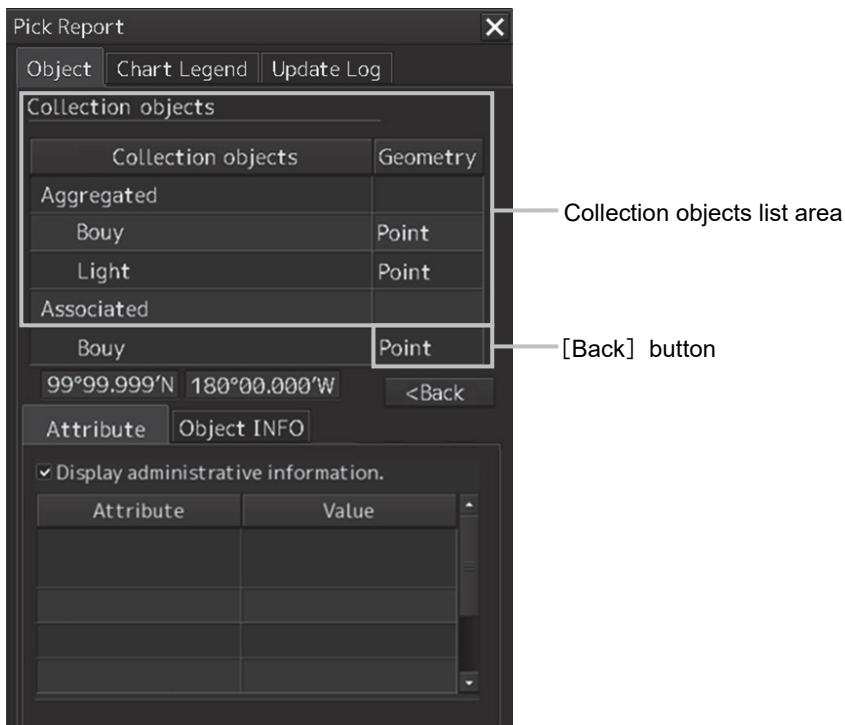 Pick Report
Object Chart Legend Update Log
Collection objects
Collection objects Geometry
Aggregated
Bouy Point
Light Point
Collection objects list area
Associated
Bouy Point
[Back] button
99°99.999′N 180°00.000′W <Back
Attribute Object INFO
Display administrative information.
Attribute Value